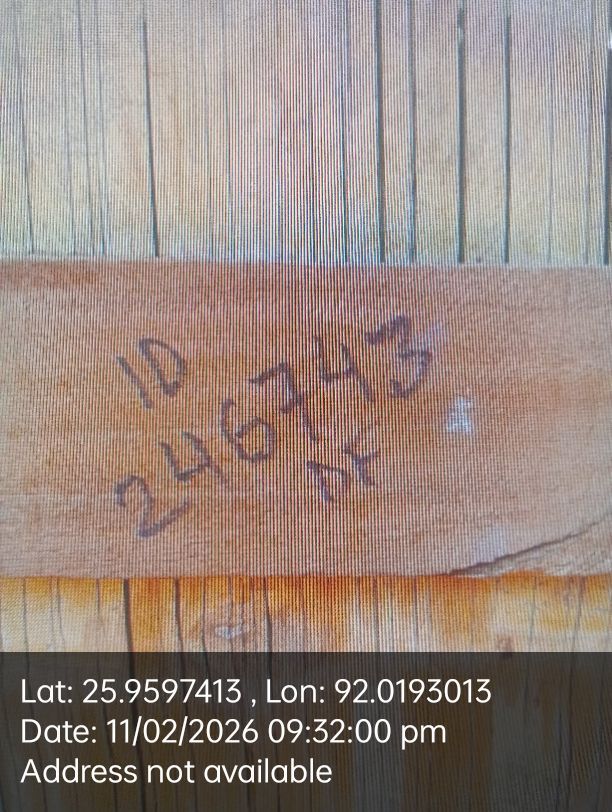 ID
246743
DF
Lat: 25.9597413 , Lon: 92.0193013
Date: 11/02/2026 09:32:00 pm
Address not available